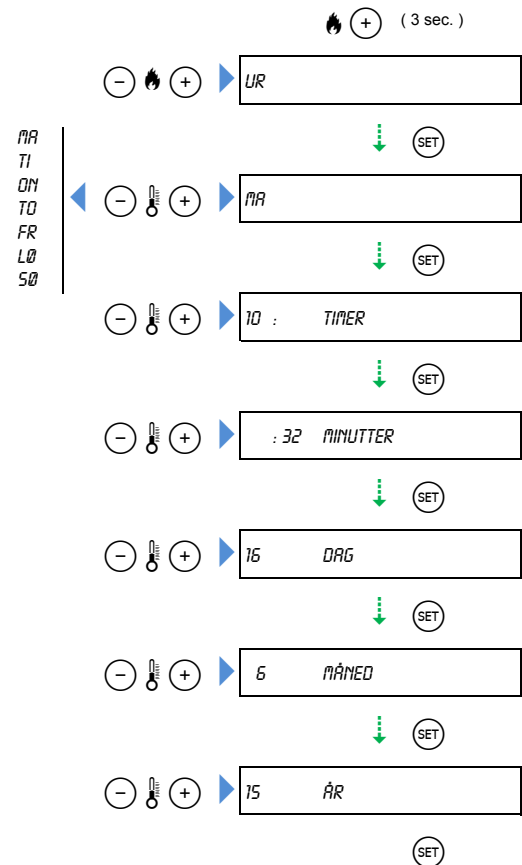 + ( 3 sec. )
− + UR
SET
MA
TI
ON
TO
FR
LØ
SØ
− + MA
SET
− + 10 : TIMER
SET
− + : 32 MINUTTER
SET
− + 16 DAG
SET
− + 6 MÅNED
SET
− + 15 ÅR
SET